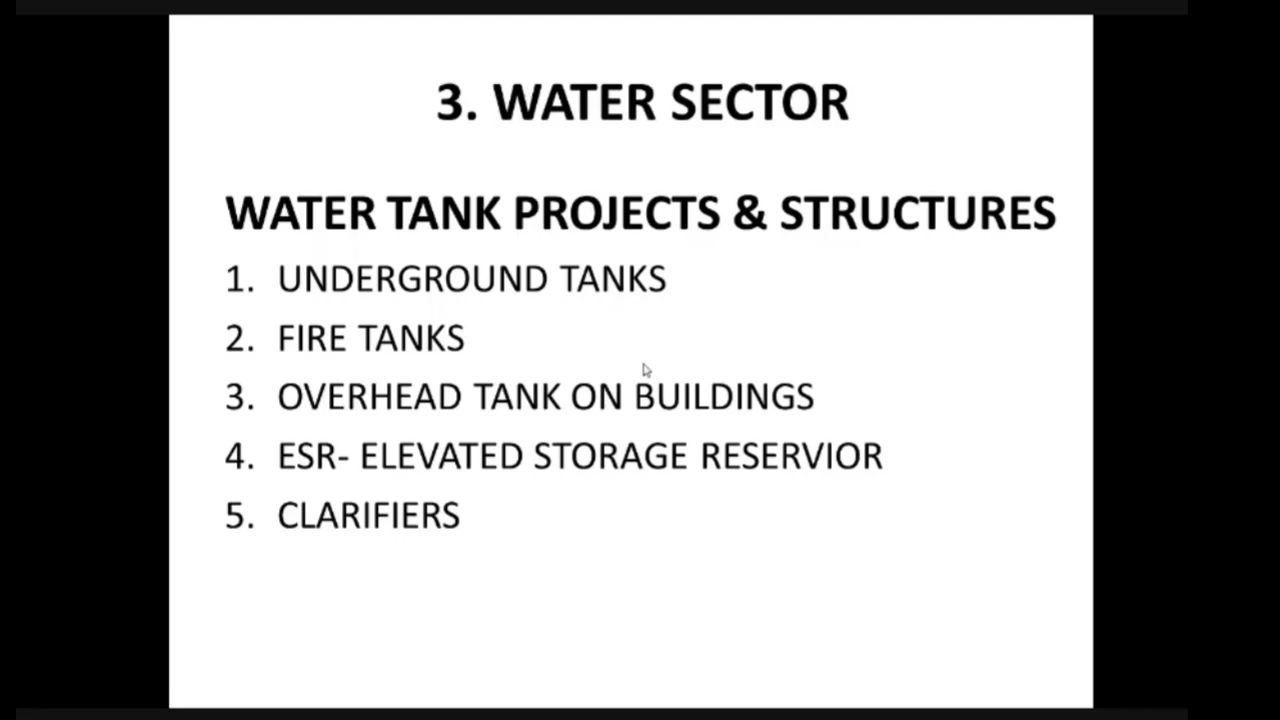 3. WATER SECTOR
WATER TANK PROJECTS & STRUCTURES
1. UNDERGROUND TANKS
2. FIRE TANKS
3. OVERHEAD TANK ON BUILDINGS
4. ESR- ELEVATED STORAGE RESERVIOR
5. CLARIFIERS